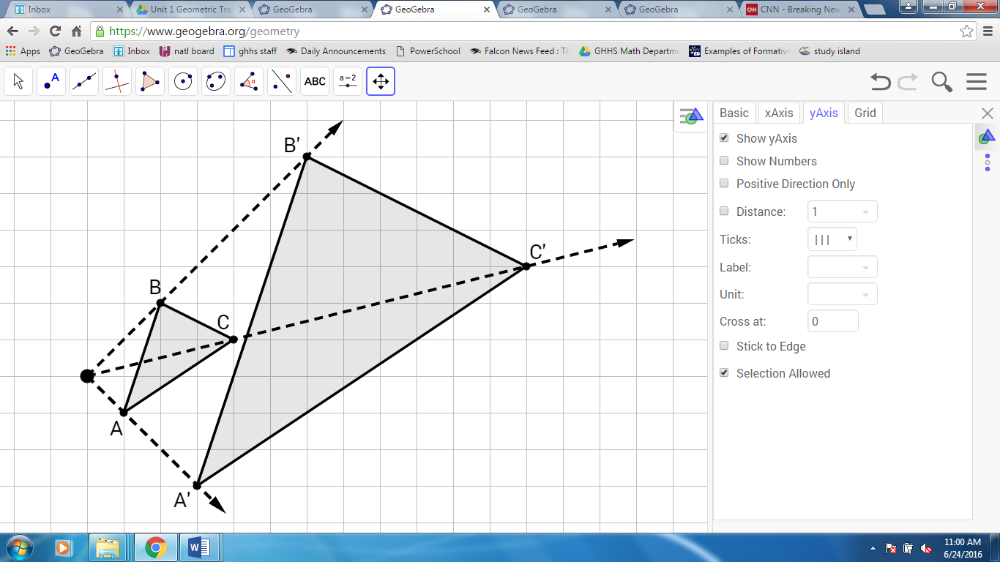 Inbox
Unit 1 Geometric Tra
GeoGebra
GeoGebra
GeoGebra
GeoGebra
CNN - Breaking New
https://www.geogebra.org/geometry
Apps GeoGebra Inbox natl board ghhs staff Daily Announcements PowerSchool Falcon News Feed : Th GHHS Math Departme Examples of Formativ study island
A
α
ABC
a=2
Basic xAxis yAxis Grid
Show yAxis
Show Numbers
Positive Direction Only
Distance: 1
Ticks:
Label:
Unit:
Cross at: 0
Stick to Edge
Selection Allowed
B'
C'
B
C
A
A'
11:00 AM
6/24/2016